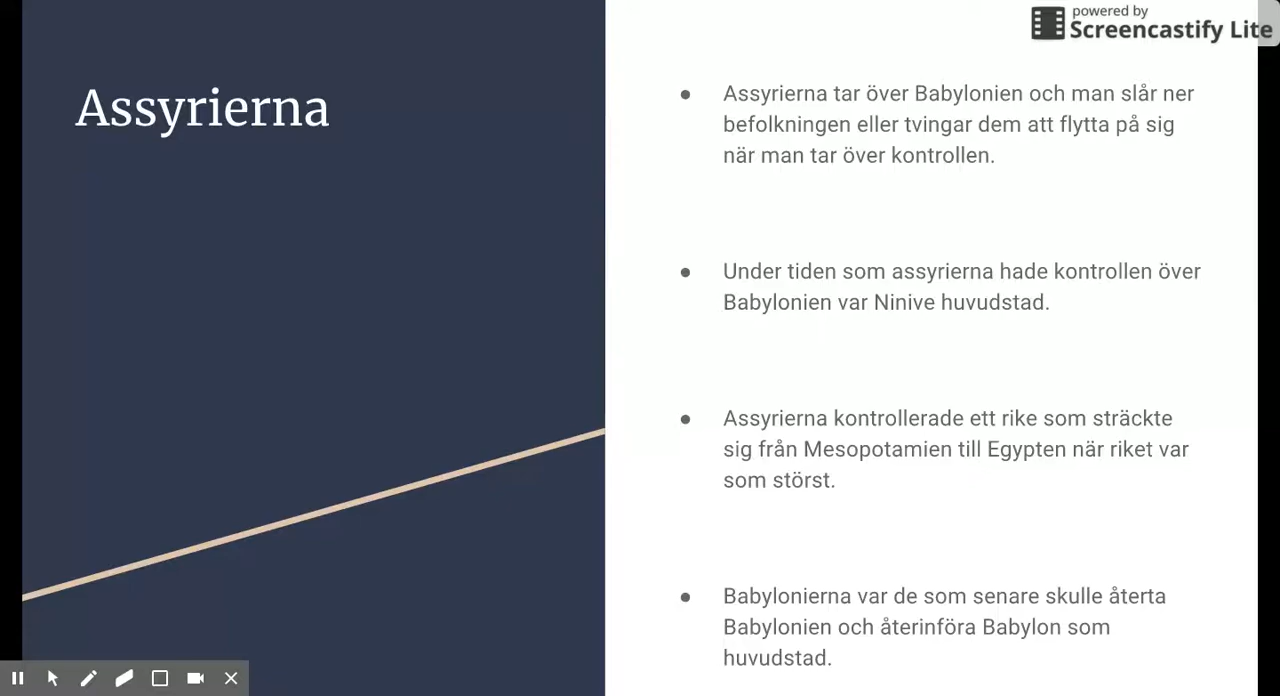 powered by
Screencastify Lite
Assyrierna
● Assyrierna tar över Babylonien och man slår ner
befolkningen eller tvingar dem att flytta på sig
när man tar över kontrollen.
● Under tiden som assyrierna hade kontrollen över
Babylonien var Ninive huvudstad.
● Assyrierna kontrollerade ett rike som sträckte
sig från Mesopotamien till Egypten när riket var
som störst.
● Babylonierna var de som senare skulle återta
Babylonien och återinföra Babylon som
huvudstad.